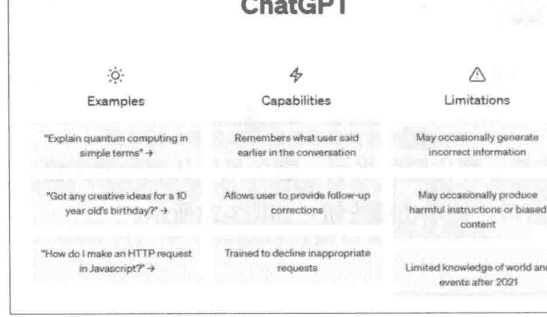 ChatGPT
Examples
Capabilities
Limitations
"Explain quantum computing in
simple terms" →
Remembers what user said
earlier in the conversation
May occasionally generate
incorrect information
"Got any creative ideas for a 10
year old's birthday?" →
Allows user to provide follow-up
corrections
May occasionally produce
harmful instructions or biased
content
"How do I make an HTTP request
in Javascript?" →
Trained to decline inappropriate
requests
Limited knowledge of world and
events after 2021